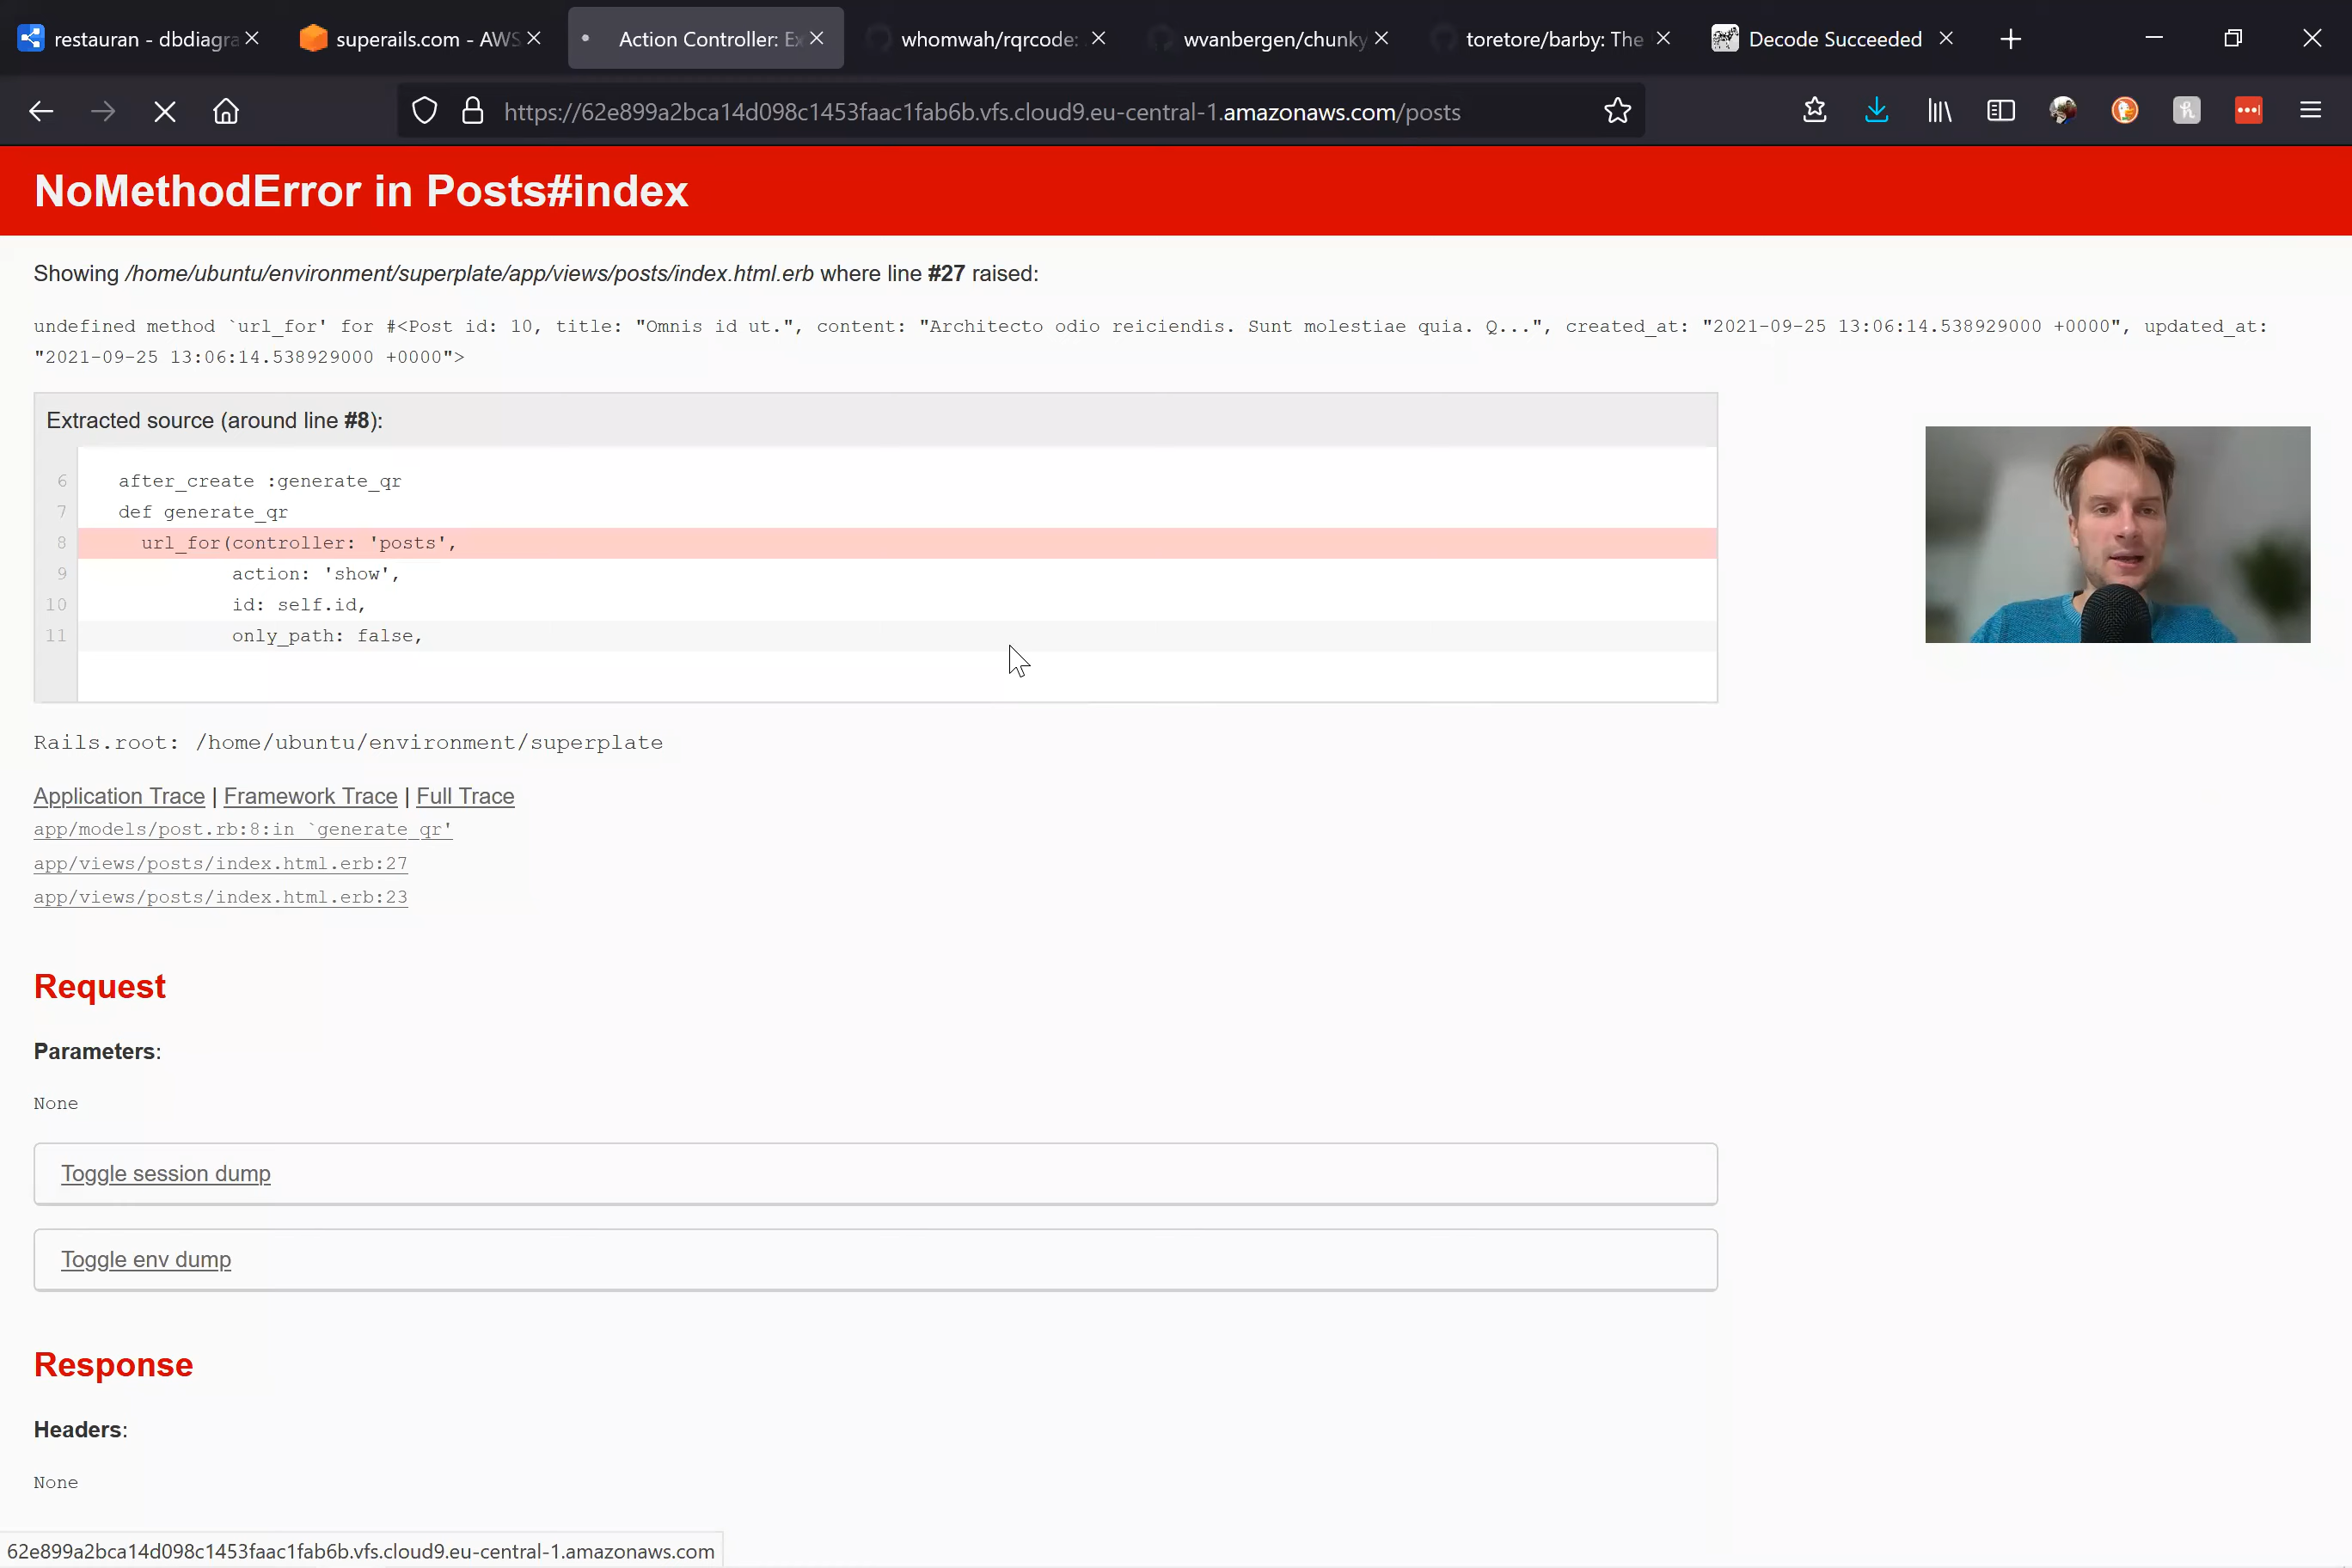 restauran - dbdiagra
superails.com - AWS
Action Controller: Ex
whomwah/rqrcode:
wvanbergen/chunky
toretore/barby: The
Decode Succeeded
https://62e899a2bca14d098c1453faac1fab6b.vfs.cloud9.eu-central-1.amazonaws.com/posts
NoMethodError in Posts#index
Showing /home/ubuntu/environment/superplate/app/views/posts/index.html.erb where line #27 raised:
undefined method `url_for' for #<Post id: 10, title: "Omnis id ut.", content: "Architecto odio reiciendis. Sunt molestiae quia. Q...", created_at: "2021-09-25 13:06:14.538929000 +0000", updated_at:
"2021-09-25 13:06:14.538929000 +0000">
Extracted source (around line #8):
6 after_create :generate_qr
7 def generate_qr
8 url_for(controller: 'posts',
9 action: 'show',
10 id: self.id,
11 only_path: false,
Rails.root: /home/ubuntu/environment/superplate
Application Trace | Framework Trace | Full Trace
app/models/post.rb:8:in `generate_qr'
app/views/posts/index.html.erb:27
app/views/posts/index.html.erb:23
Request
Parameters:
None
Toggle session dump
Toggle env dump
Response
Headers:
None
62e899a2bca14d098c1453faac1fab6b.vfs.cloud9.eu-central-1.amazonaws.com